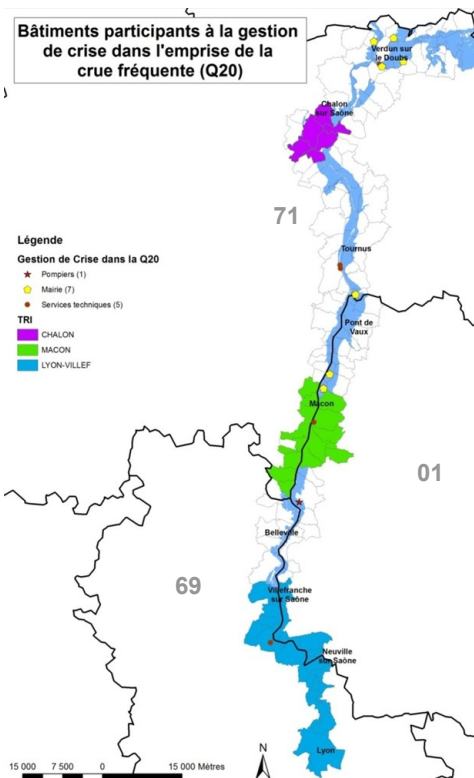 Bâtiments participants à la gestion
de crise dans l'emprise de la
crue fréquente (Q20)
Verdun sur
le Doubs
Chalon
sur Saône
71
Tournus
Légende
Gestion de Crise dans la Q20
Pompiers (1)
Mairie (7)
Services techniques (5)
TRI
CHALON
MACON
LYON-VILLEF
Pont de
Vaux
Macon
01
Belleville
69
Villefranche
sur Saône
Neuville
sur Saône
Lyon
N
15 000 7 500 0 15 000 Mètres